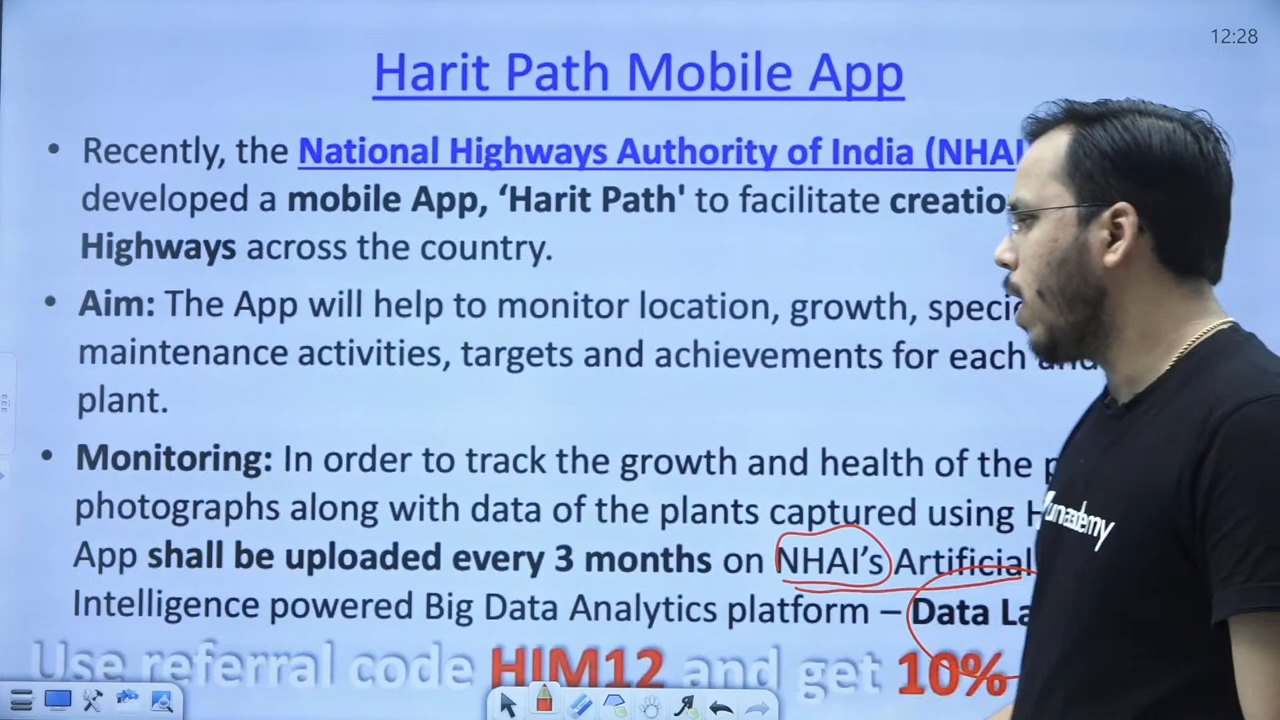 12:28
Harit Path Mobile App
• Recently, the National Highways Authority of India (NHAI
developed a mobile App, ‘Harit Path' to facilitate
Highways across the country.
• Aim: The App will help to monitor location, growth,
maintenance activities, targets and achievements for each and
plant.
• Monitoring: In order to track the growth and health of the
photographs along with data of the plants captured using
App shall be uploaded every 3 months on NHAI’s Artificial
Intelligence powered Big Data Analytics platform – Data
Use referral code HIM12 and get 10%
unacademy